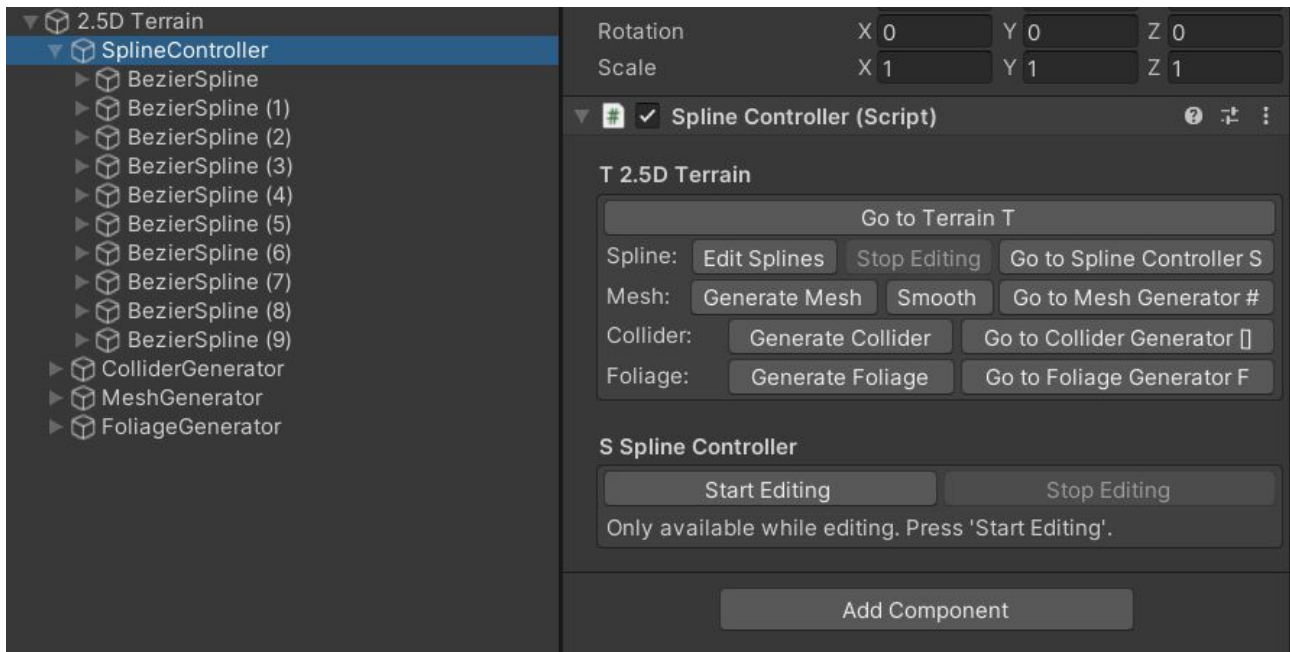 2.5D Terrain
SplineController
BezierSpline
BezierSpline (1)
BezierSpline (2)
BezierSpline (3)
BezierSpline (4)
BezierSpline (5)
BezierSpline (6)
BezierSpline (7)
BezierSpline (8)
BezierSpline (9)
ColliderGenerator
MeshGenerator
FoliageGenerator
Rotation X 0 Y 0 Z 0
Scale X 1 Y 1 Z 1
# Spline Controller (Script)
T 2.5D Terrain
Go to Terrain T
Spline: Edit Splines Stop Editing Go to Spline Controller S
Mesh: Generate Mesh Smooth Go to Mesh Generator #
Collider: Generate Collider Go to Collider Generator []
Foliage: Generate Foliage Go to Foliage Generator F
S Spline Controller
Start Editing Stop Editing
Only available while editing. Press 'Start Editing'.
Add Component